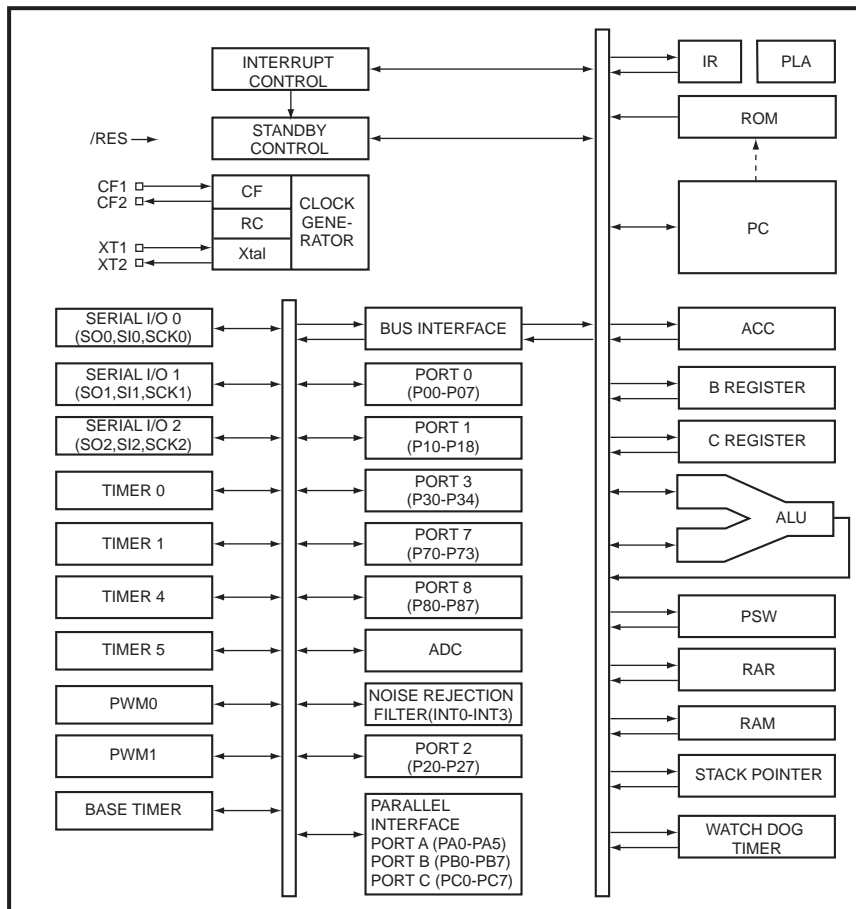 INTERRUPT
CONTROL
/RES
STANDBY
CONTROL
CF1
CF2
XT1
XT2
CF
RC
Xtal
CLOCK
GENE-
RATOR
IR
PLA
ROM
PC
SERIAL I/O 0
(SO0,SI0,SCK0)
SERIAL I/O 1
(SO1,SI1,SCK1)
SERIAL I/O 2
(SO2,SI2,SCK2)
TIMER 0
TIMER 1
TIMER 4
TIMER 5
PWM0
PWM1
BASE TIMER
BUS INTERFACE
PORT 0
(P00-P07)
PORT 1
(P10-P18)
PORT 3
(P30-P34)
PORT 7
(P70-P73)
PORT 8
(P80-P87)
ADC
NOISE REJECTION
FILTER(INT0-INT3)
PORT 2
(P20-P27)
PARALLEL
INTERFACE
PORT A (PA0-PA5)
PORT B (PB0-PB7)
PORT C (PC0-PC7)
ACC
B REGISTER
C REGISTER
ALU
PSW
RAR
RAM
STACK POINTER
WATCH DOG
TIMER